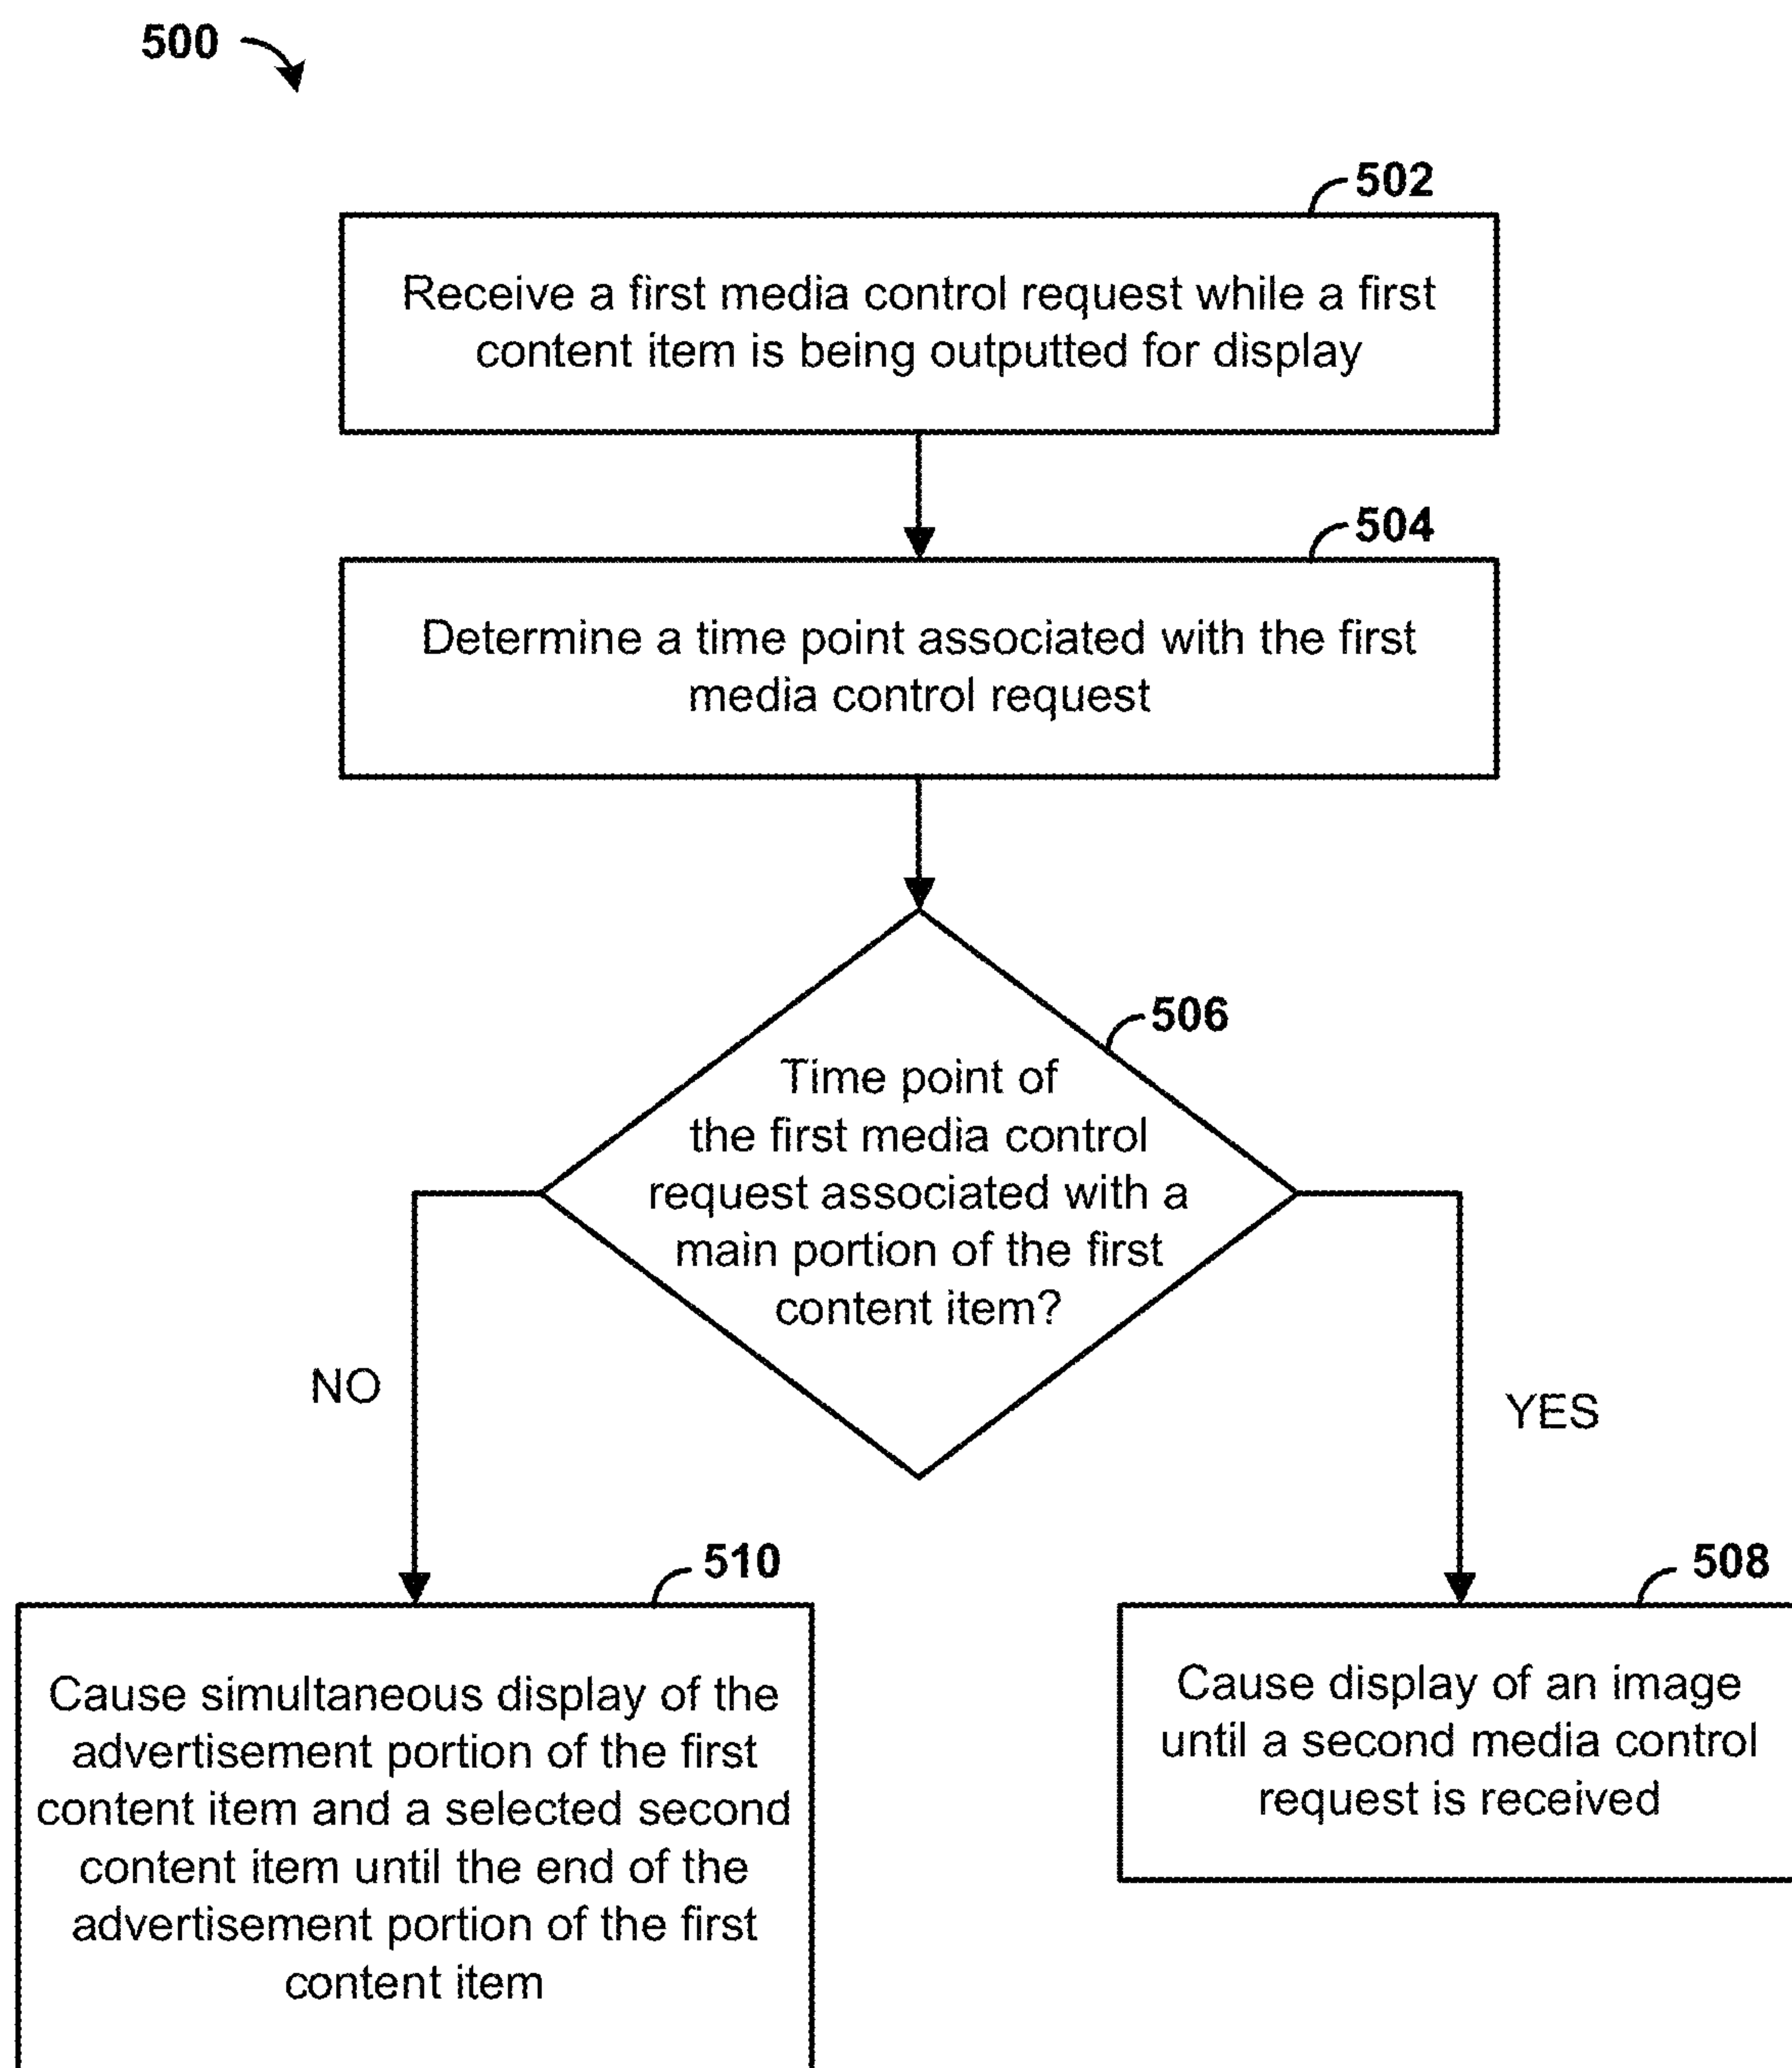 500
502
Receive a first media control request while a first
content item is being outputted for display
504
Determine a time point associated with the first
media control request
506
Time point of
the first media control
request associated with a
main portion of the first
content item?
NO
YES
510
Cause simultaneous display of the
advertisement portion of the first
content item and a selected second
content item until the end of the
advertisement portion of the first
content item
508
Cause display of an image
until a second media control
request is received